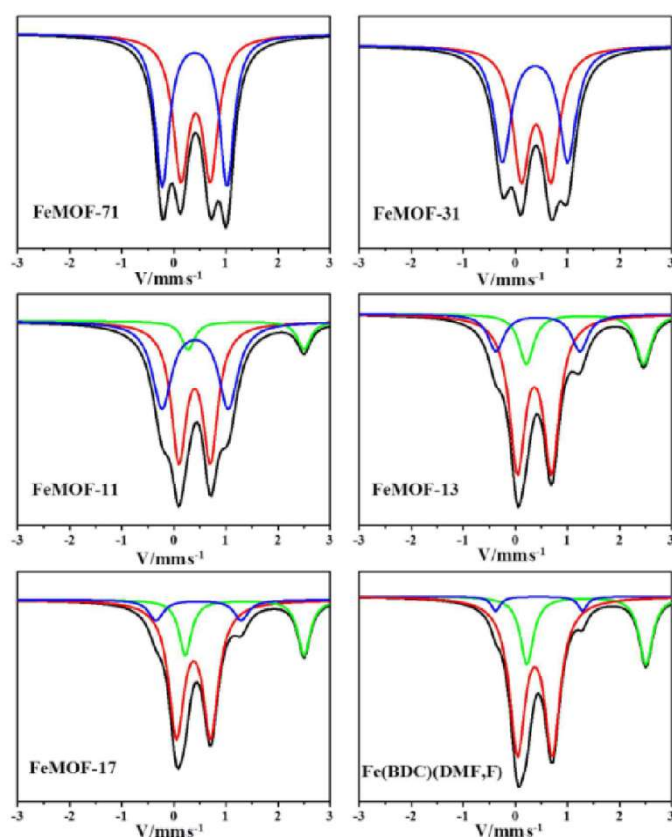 FeMOF-71
-3 -2 -1 0 1 2 3
V/mms⁻¹
FeMOF-31
-3 -2 -1 0 1 2 3
V/mms⁻¹
FeMOF-11
-3 -2 -1 0 1 2 3
V/mms⁻¹
FeMOF-13
-3 -2 -1 0 1 2 3
V/mms⁻¹
FeMOF-17
-3 -2 -1 0 1 2 3
V/mms⁻¹
Fe(BDC)(DMF,F)
-3 -2 -1 0 1 2 3
V/mms⁻¹